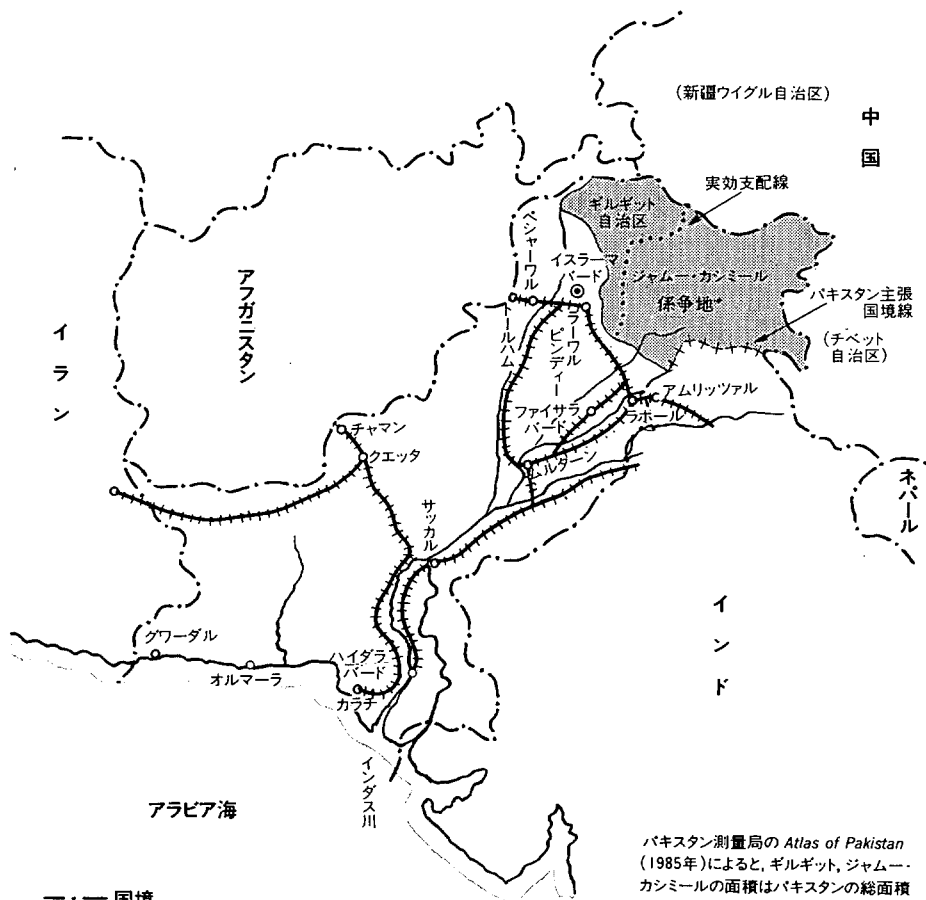 (新疆ウイグル自治区)
中国
実効支配線
ギルギット
自治区
ペシャーワル
イスラーマ
バード
ジャムー・カシミール
係争地
パキスタン主張
国境線
(チベット
自治区)
アフガニスタン
イラン
トールハム
ラーワル
ピンディー
アムリッツァル
ラホール
ファイサラ
バード
ムルターン
チャマン
クエッタ
サッカル
ネパール
インド
グワーダル
オルマーラ
ハイダラ
バード
カラチ
インダス川
アラビア海
パキスタン測量局の Atlas of Pakistan
(1985年)によると, ギルギット, ジャムー・
カシミールの面積はパキスタンの総面積
国境